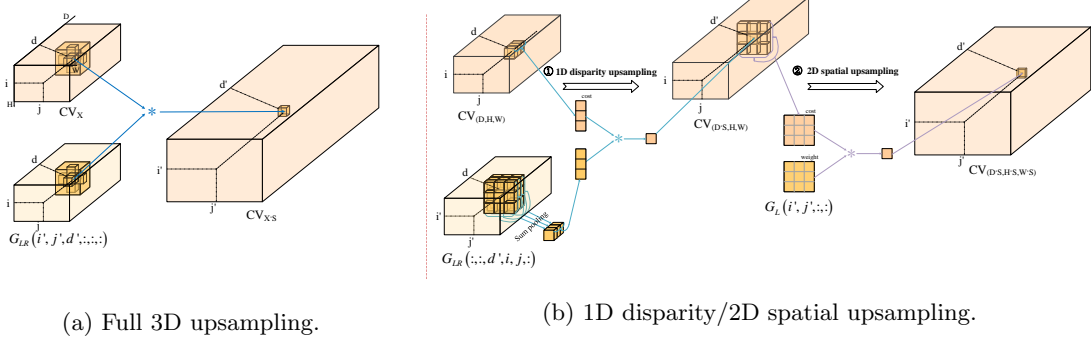 D
d
W
i
H
j
CV_X
*
d
i
j
G_LR(i',j',d',:,:,:)
d'
i'
j'
CV_X·S
(a) Full 3D upsampling.
d
i
j
CV_(D,H,W)
① 1D disparity upsampling
cost
*
d
i'
j'
Sum pooling
G_LR(:,:,d',i,j,:)
d'
i
j
CV_(D·S,H,W)
② 2D spatial upsampling
cost
weight
*
G_L(i',j',:,:)
d'
i'
j'
CV_(D·S,H·S,W·S)
(b) 1D disparity/2D spatial upsampling.